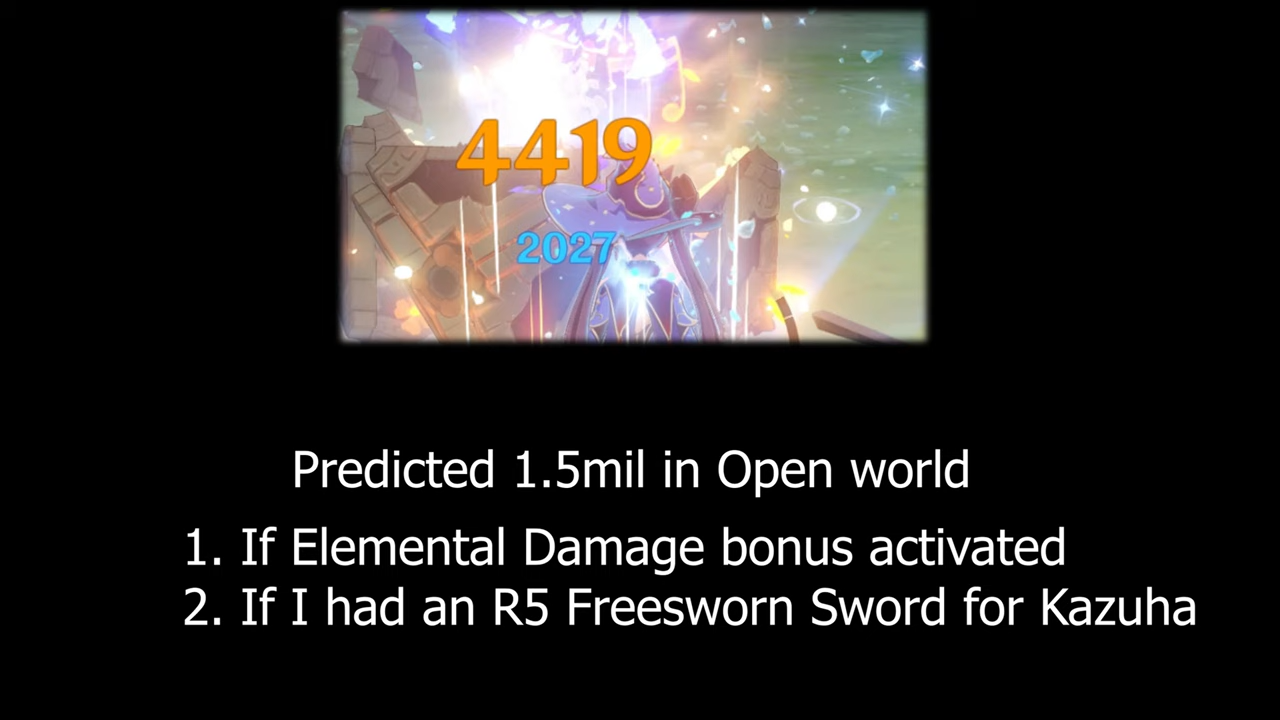 4419
2027
Predicted 1.5mil in Open world
1. If Elemental Damage bonus activated
2. If I had an R5 Freesworn Sword for Kazuha